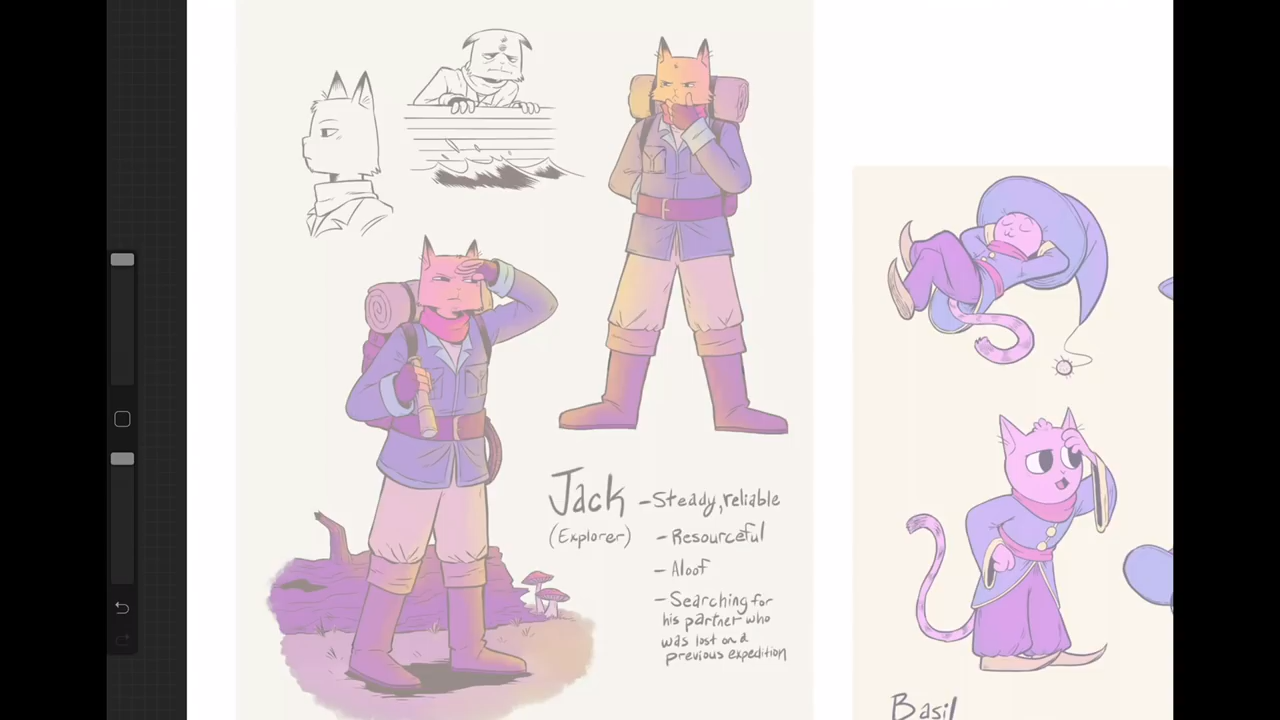 Jack - Steady, reliable
(Explorer) - Resourceful
- Aloof
- Searching for
his partner who
was lost on a
previous expedition
Basil